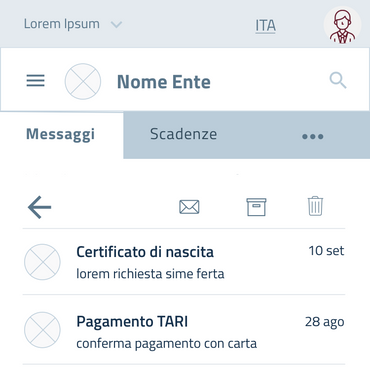 Lorem Ipsum
ITA
Nome Ente
Messaggi
Scadenze
Certificato di nascita
10 set
lorem richiesta sime ferta
Pagamento TARI
28 ago
conferma pagamento con carta